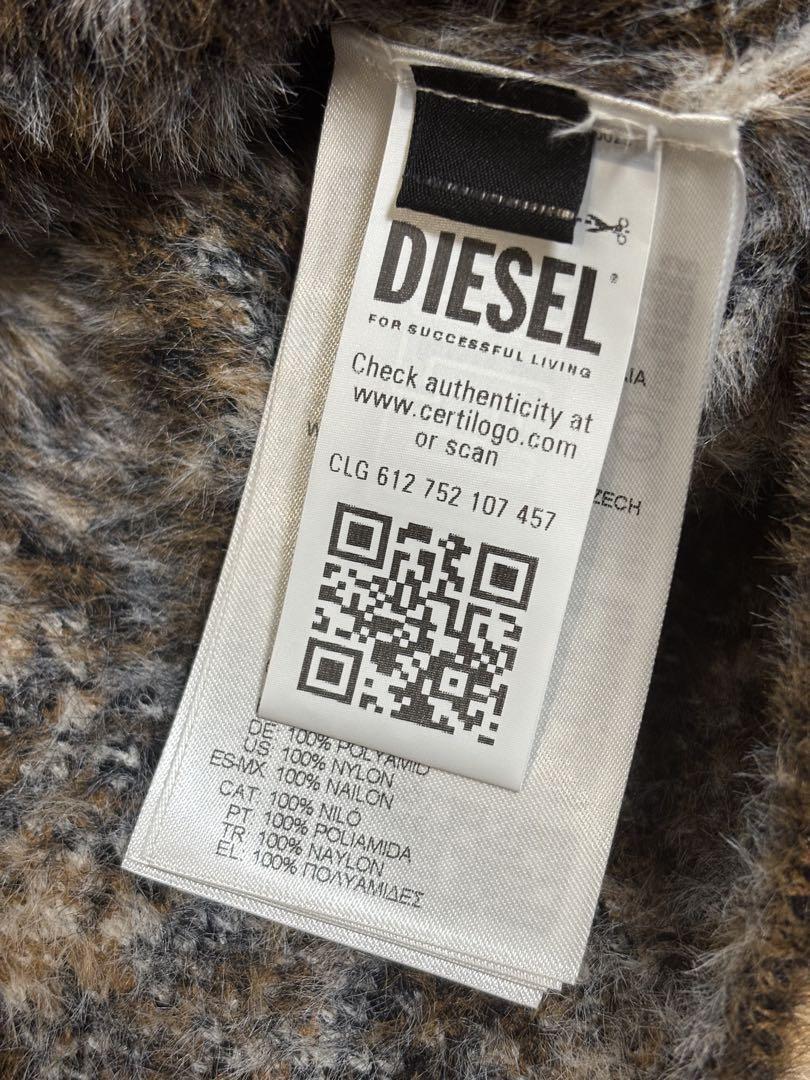 DIESEL®
FOR SUCCESSFUL LIVING
Check authenticity at
www.certilogo.com
or scan
CLG 612 752 107 457
ZECH
DE: 100% POLYAMID
US: 100% NYLON
ES-MX: 100% NAILON
CAT: 100% NILÓ
PT: 100% POLIAMIDA
TR: 100% NAYLON
EL: 100% ΠΟΛΥΑΜΙΔΕΣ